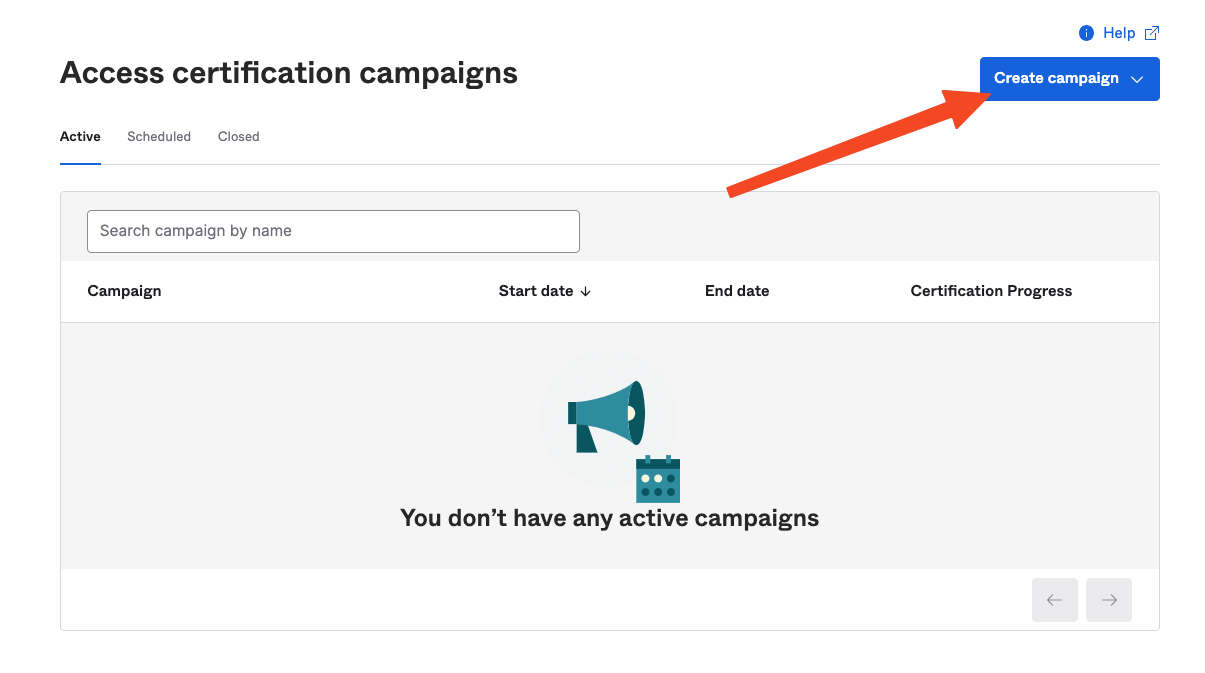 Help
Access certification campaigns
Create campaign
Active Scheduled Closed
Search campaign by name
Campaign Start date End date Certification Progress
You don’t have any active campaigns